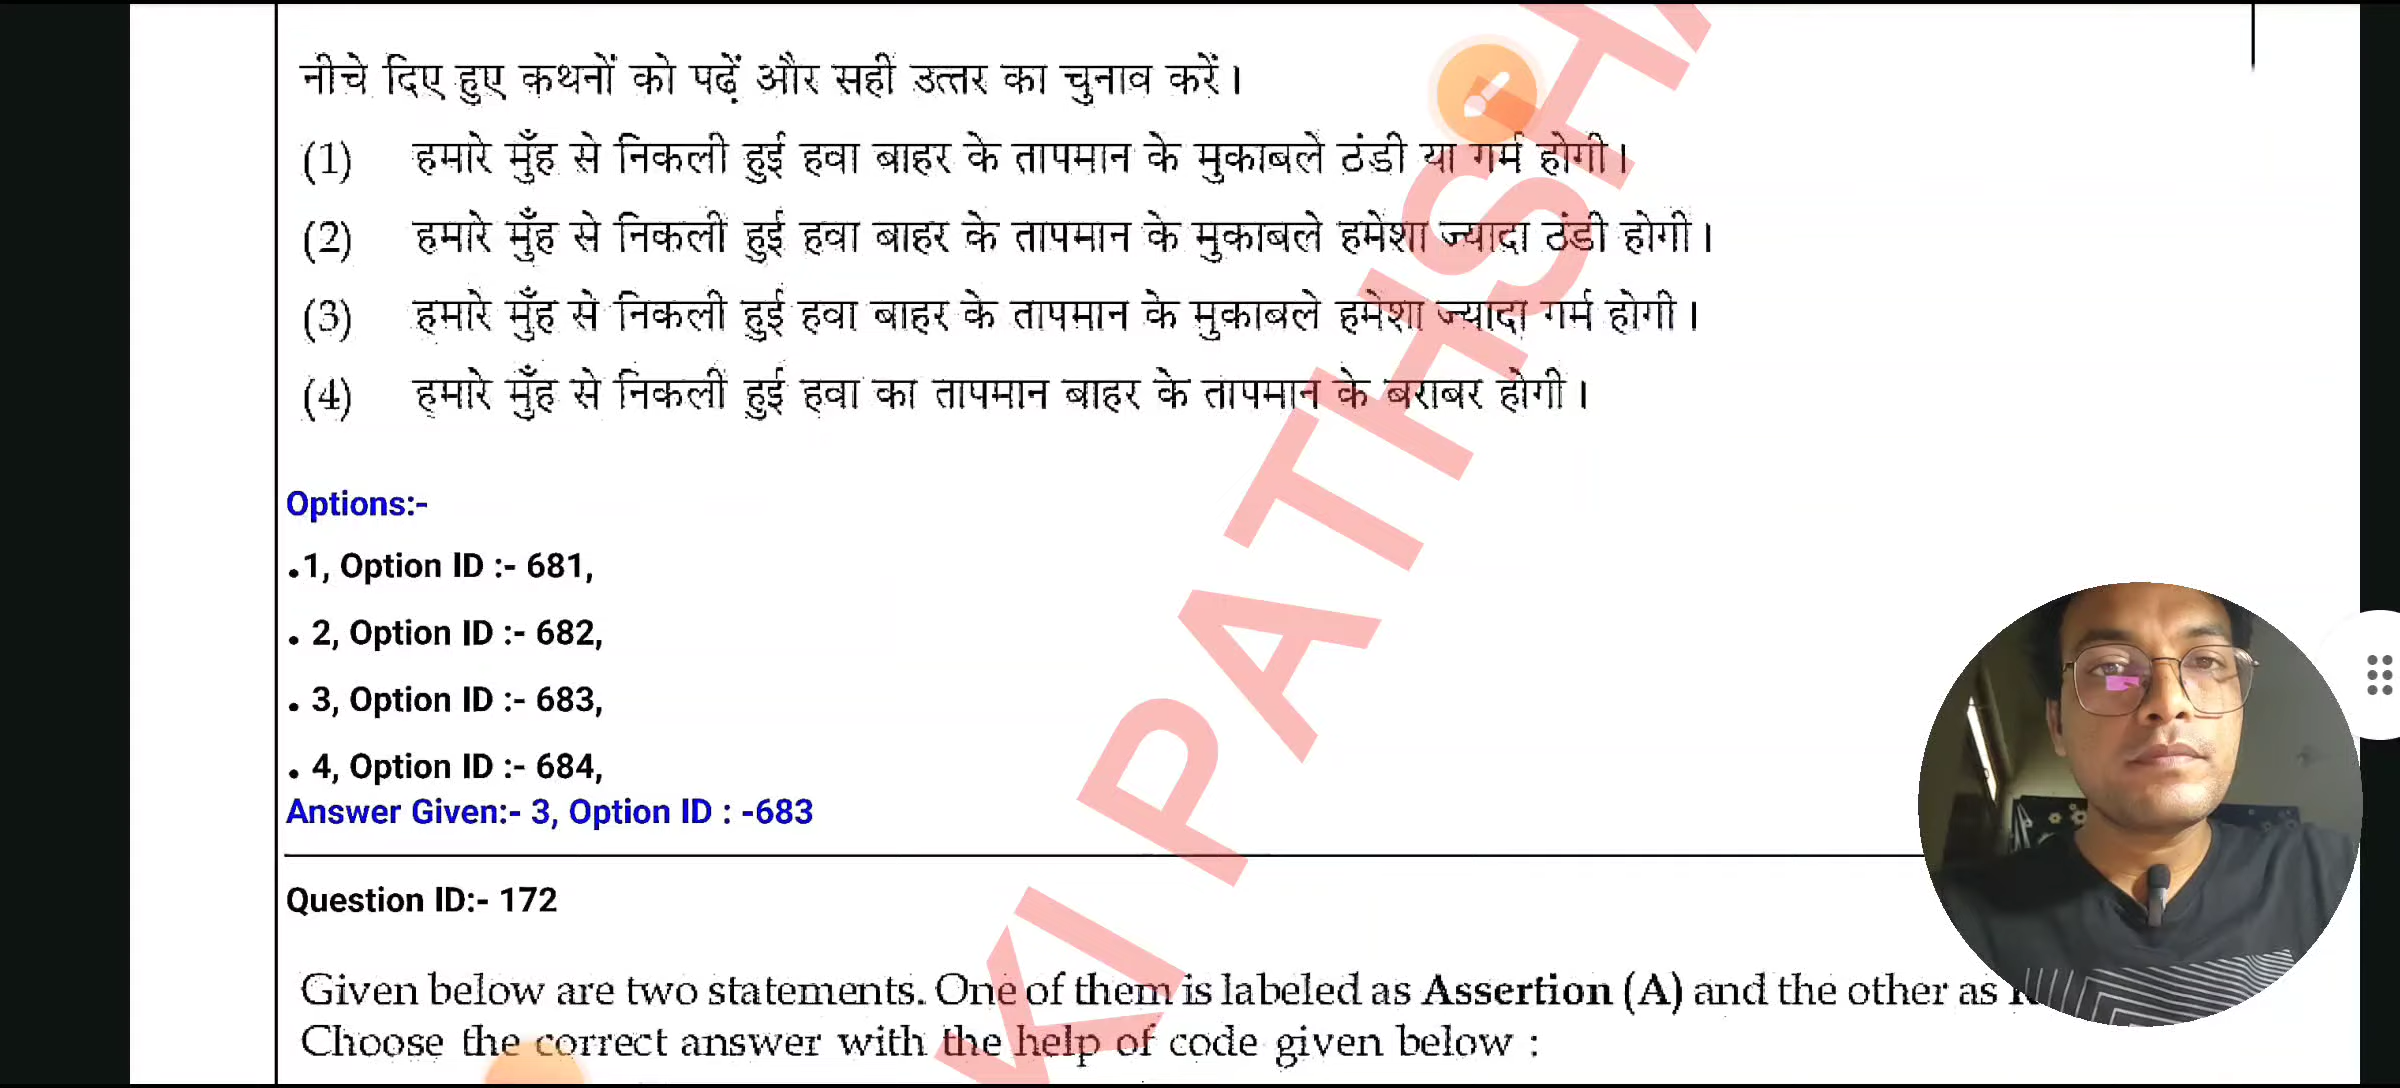 नीचे दिए हुए कथनों को पढ़ें और सही उत्तर का चुनाव करें।
(1) हमारे मुँह से निकली हुई हवा बाहर के तापमान के मुकाबले ठंडी या गर्म होगी।
(2) हमारे मुँह से निकली हुई हवा बाहर के तापमान के मुकाबले हमेशा ज्यादा ठंडी होगी।
(3) हमारे मुँह से निकली हुई हवा बाहर के तापमान के मुकाबले हमेशा ज्यादा गर्म होगी।
(4) हमारे मुँह से निकली हुई हवा का तापमान बाहर के तापमान के बराबर होगी।
Options:-
• 1, Option ID :- 681,
• 2, Option ID :- 682,
• 3, Option ID :- 683,
• 4, Option ID :- 684,
Answer Given:- 3, Option ID : -683
Question ID:- 172
Given below are two statements. One of them is labeled as Assertion (A) and the other as
Choose the correct answer with the help of code given below :
KI PATHSHA